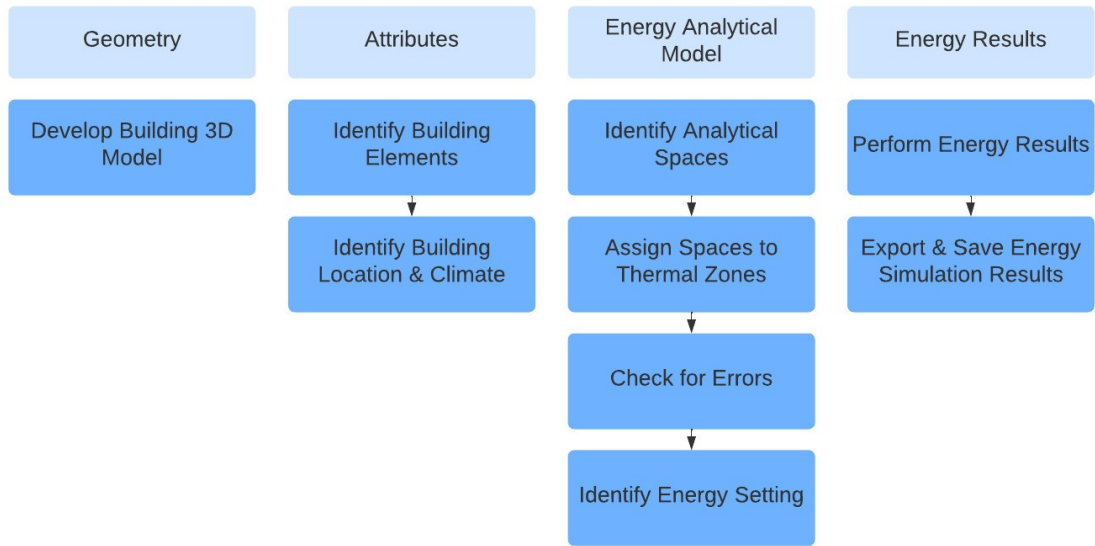 Geometry
Attributes
Energy Analytical
Model
Energy Results
Develop Building 3D
Model
Identify Building
Elements
Identify Building
Location & Climate
Identify Analytical
Spaces
Assign Spaces to
Thermal Zones
Check for Errors
Identify Energy Setting
Perform Energy Results
Export & Save Energy
Simulation Results